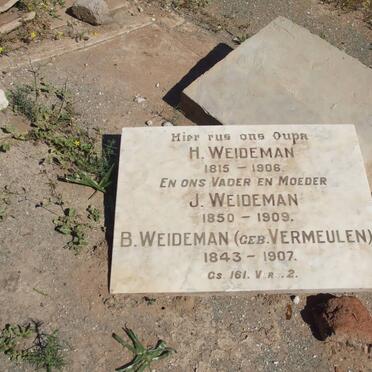 Hier rus ons Oupa
H. WEIDEMAN
1815 – 1906.
EN ONS VADER EN MOEDER
J. WEIDEMAN
1850 – 1909.
B. WEIDEMAN (GEB. VERMEULEN)
1843 – 1907.
GS. 161. V. 2.